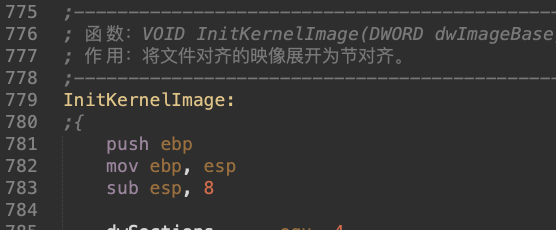 775 ;------------------------------------------------
776 ; 函数：VOID InitKernelImage(DWORD dwImageBase
777 ; 作用：将文件对齐的映像展开为节对齐。
778 ;------------------------------------------------
779 InitKernelImage:
780 ;{
781 push ebp
782 mov ebp, esp
783 sub esp, 8
784
785 dwSections equ 4